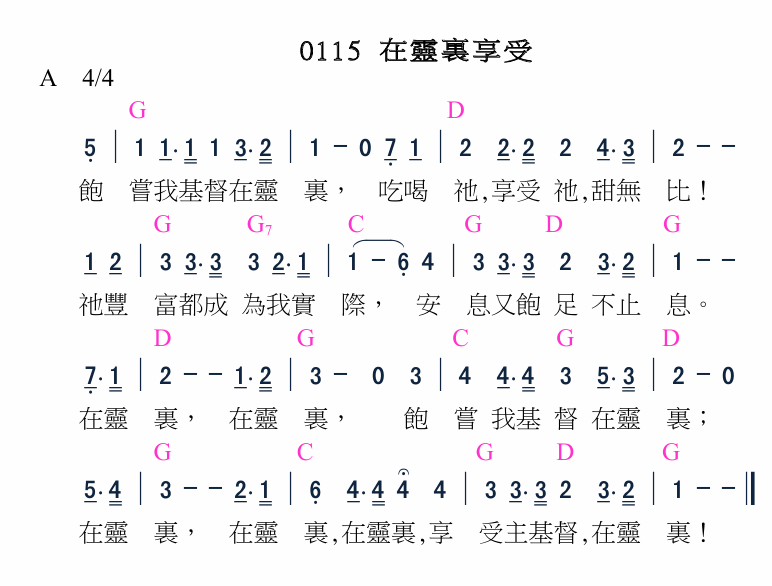 0115 在靈裏享受
A 4/4
G D
5 | 1 1· 1 1 3· 2 | 1 － 0 7 1 | 2 2· 2 2 4· 3 | 2 － －
飽 嘗我基督在靈 裏， 吃喝 祂,享受 祂,甜無 比！
G G7 C G D G
1 2 | 3 3· 3 3 2· 1 | 1 － 6 4 | 3 3· 3 2 3· 2 | 1 － －
祂豐 富都成 為我實 際， 安 息又飽 足 不止 息。
D G C G D
7· 1 | 2 － － 1· 2 | 3 － 0 3 | 4 4· 4 3 5· 3 | 2 － 0
在靈 裏， 在靈 裏， 飽 嘗 我基 督 在靈 裏；
G C G D G
5· 4 | 3 － － 2· 1 | 6 4· 4 4 4 | 3 3· 3 2 3· 2 | 1 － － ‖
在靈 裏， 在靈 裏,在靈裏,享 受主基督,在靈 裏！